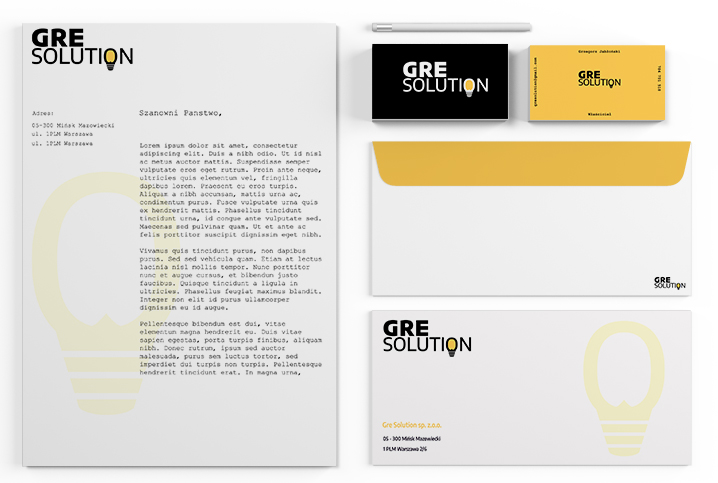 GRE
SOLUTION
Adres:
05-300 Mińsk Mazowiecki
ul. 1PLM Warszawa
ul. 1PLM Warszawa
Szanowni Panstwo,
Lorem ipsum dolor sit amet, consectetur
adipiscing elit. Duis a nibh odio. Ut id nisl
ac metus auctor mattis. Suspendisse semper
vulputate eros eget rutrum. Proin ante neque,
ultricies quis elementum vel, fringilla
dapibus lorem. Praesent eu eros turpis.
Aliquam a nibh accumsan, mattis urna ac,
condimentum purus. Fusce vulputate urna quis
ex hendrerit mattis. Phasellus tincidunt
tincidunt urna, id congue ante vulputate sed.
Maecenas sed pulvinar quam. Ut et ante ac
felis porttitor suscipit dignissim eget nibh.
Vivamus quis tincidunt purus, non dapibus
purus. Sed sed vehicula quam. Etiam at lectus
lacinia nisl mollis tempor. Nunc porttitor
nunc et augue cursus, et bibendum justo
faucibus. Quisque tincidunt a ligula in
ultricies. Phasellus feugiat maximus blandit.
Integer non elit id purus ullamcorper
dignissim eu id augue.
Pellentesque bibendum est dui, vitae
elementum magna hendrerit eu. Duis vitae
sapien egestas, porta turpis finibus, aliquam
nibh. Donec rutrum, ipsum sed auctor
malesuada, purus sem luctus tortor, sed
imperdiet dui turpis non turpis. Pellentesque
hendrerit tincidunt erat. In magna urna,
GRE
SOLUTION
Grzegorz Jabłoński
GRE
SOLUTION
Właściciel
GRE
SOLUTION
GRE
SOLUTION
Gre Solution sp. z.o.o.
05 - 300 Mińsk Mazowiecki
1 PLM Warszawa 2/6